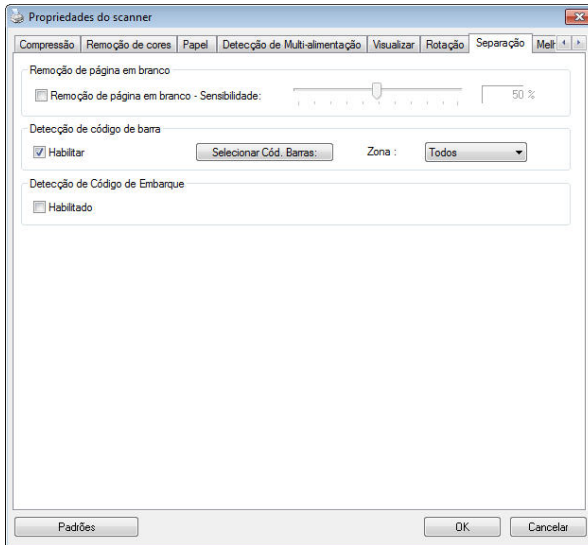 Propriedades do scanner
Compressão Remoção de cores Papel Detecção de Multi-alimentação Visualizar Rotação Separação Melh
Remoção de página em branco
Remoção de página em branco - Sensibilidade: 50 %
Detecção de código de barra
Habilitar Selecionar Cód. Barras: Zona : Todos
Detecção de Código de Embarque
Habilitado
Padrões OK Cancelar